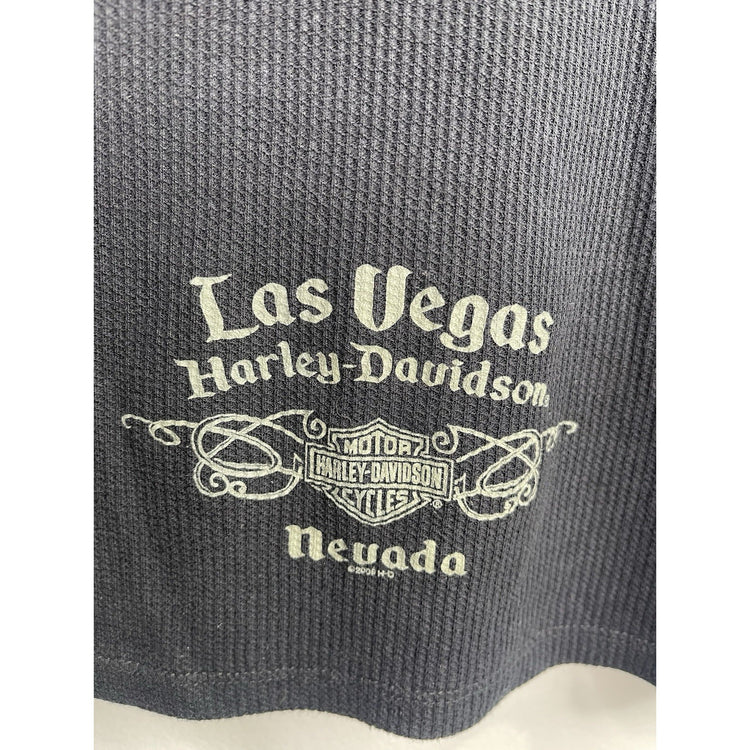 Las Vegas
Harley-Davidson
MOTOR
HARLEY-DAVIDSON
CYCLES ®
Nevada
H-D